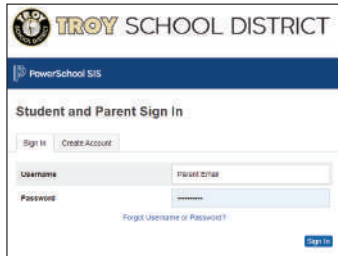 TROY SCHOOL DISTRICT
PowerSchool SIS
Student and Parent Sign In
Sign In Create Account
Username Parent Email
Password ••••••••••
Forgot Username or Password?
Sign In